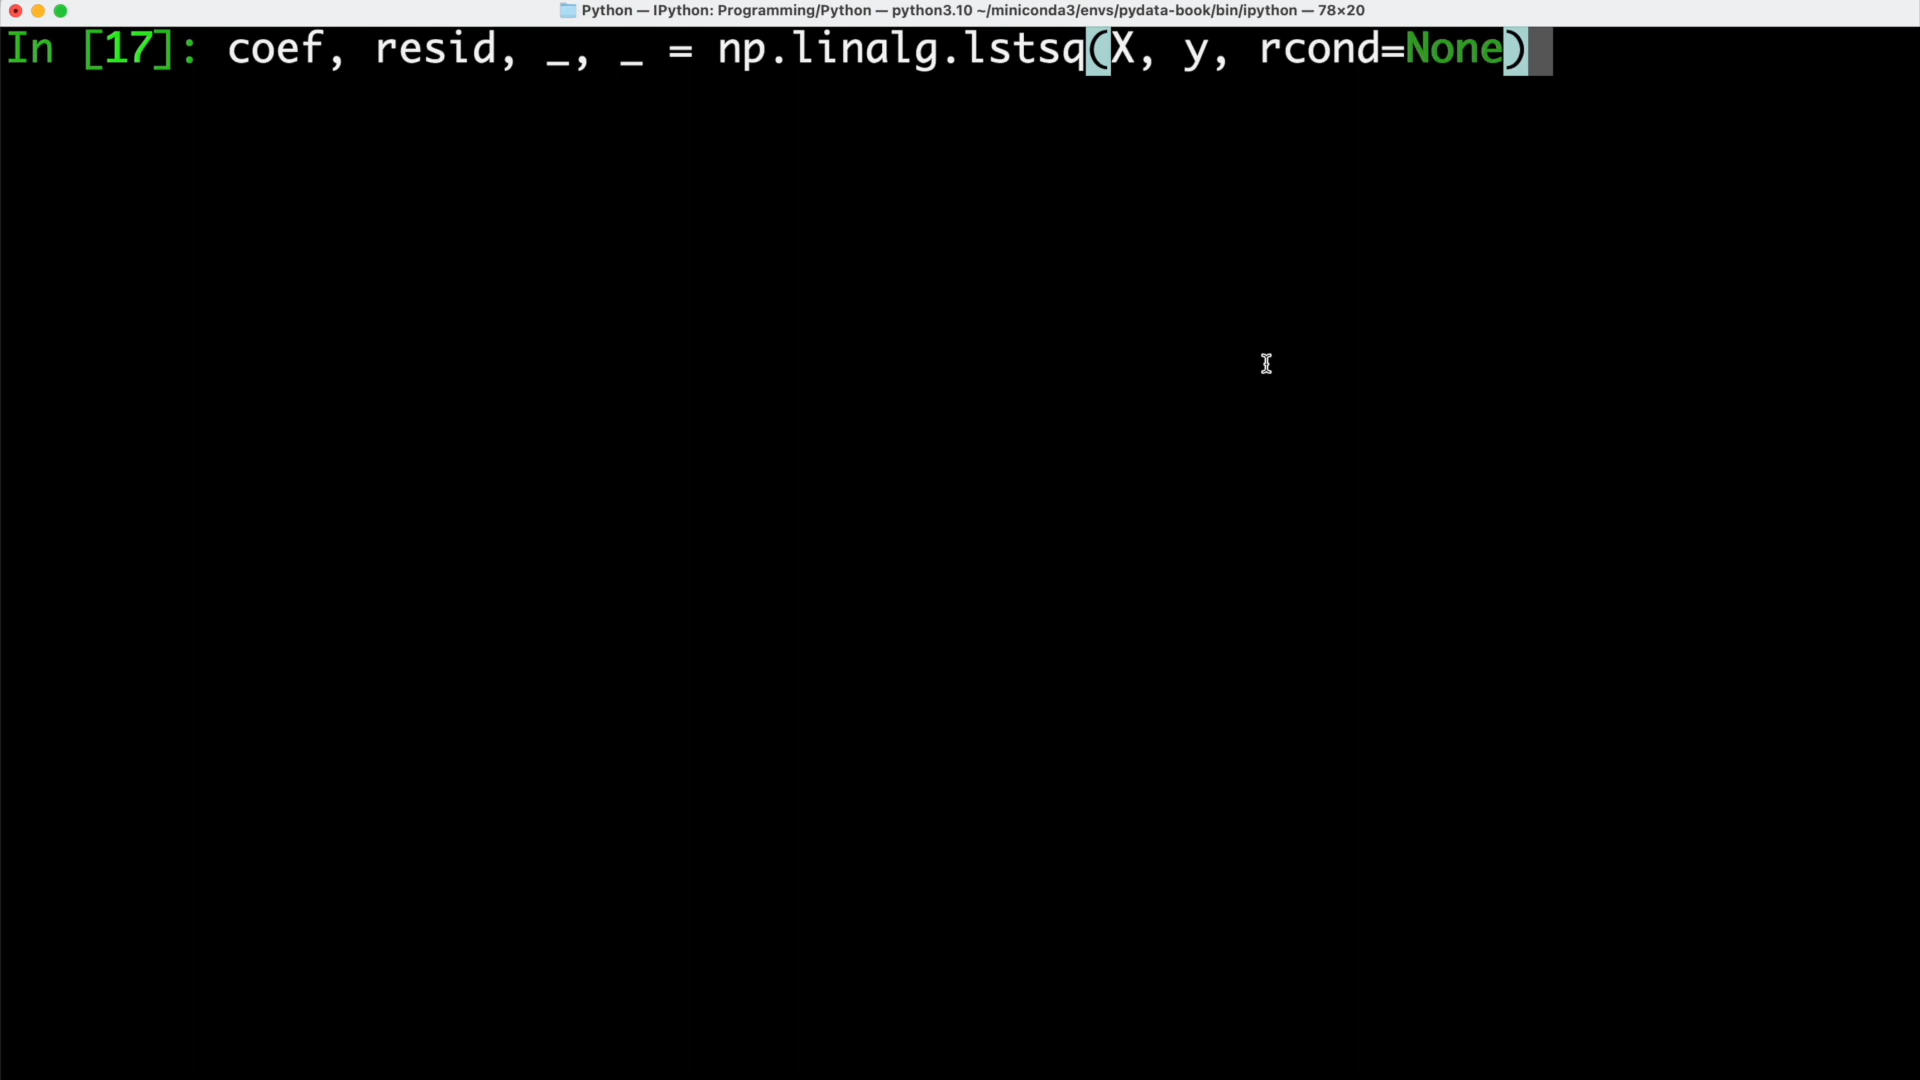 Python — IPython: Programming/Python — python3.10 ~/miniconda3/envs/pydata-book/bin/ipython — 78×20
In [17]: coef, resid, _, _ = np.linalg.lstsq(X, y, rcond=None)